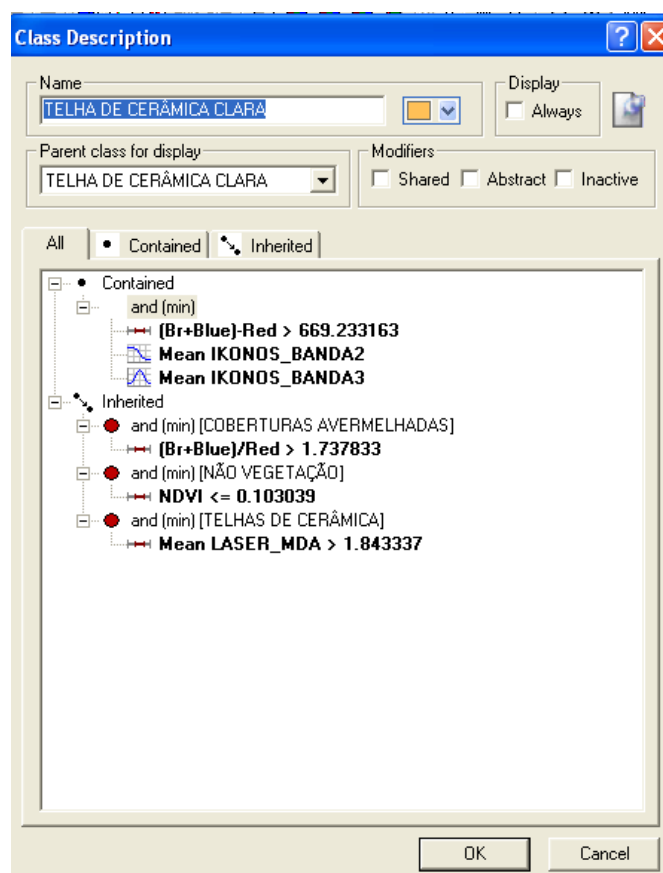 Class Description
Name
TELHA DE CERÂMICA CLARA
Display
Always
Parent class for display
TELHA DE CERÂMICA CLARA
Modifiers
Shared Abstract Inactive
All Contained Inherited
Contained
and (min)
(Br+Blue)-Red > 669.233163
Mean IKONOS_BANDA2
Mean IKONOS_BANDA3
Inherited
and (min) [COBERTURAS AVERMELHADAS]
(Br+Blue)/Red > 1.737833
and (min) [NÃO VEGETAÇÃO]
NDVI <= 0.103039
and (min) [TELHAS DE CERÂMICA]
Mean LASER_MDA > 1.843337
OK Cancel